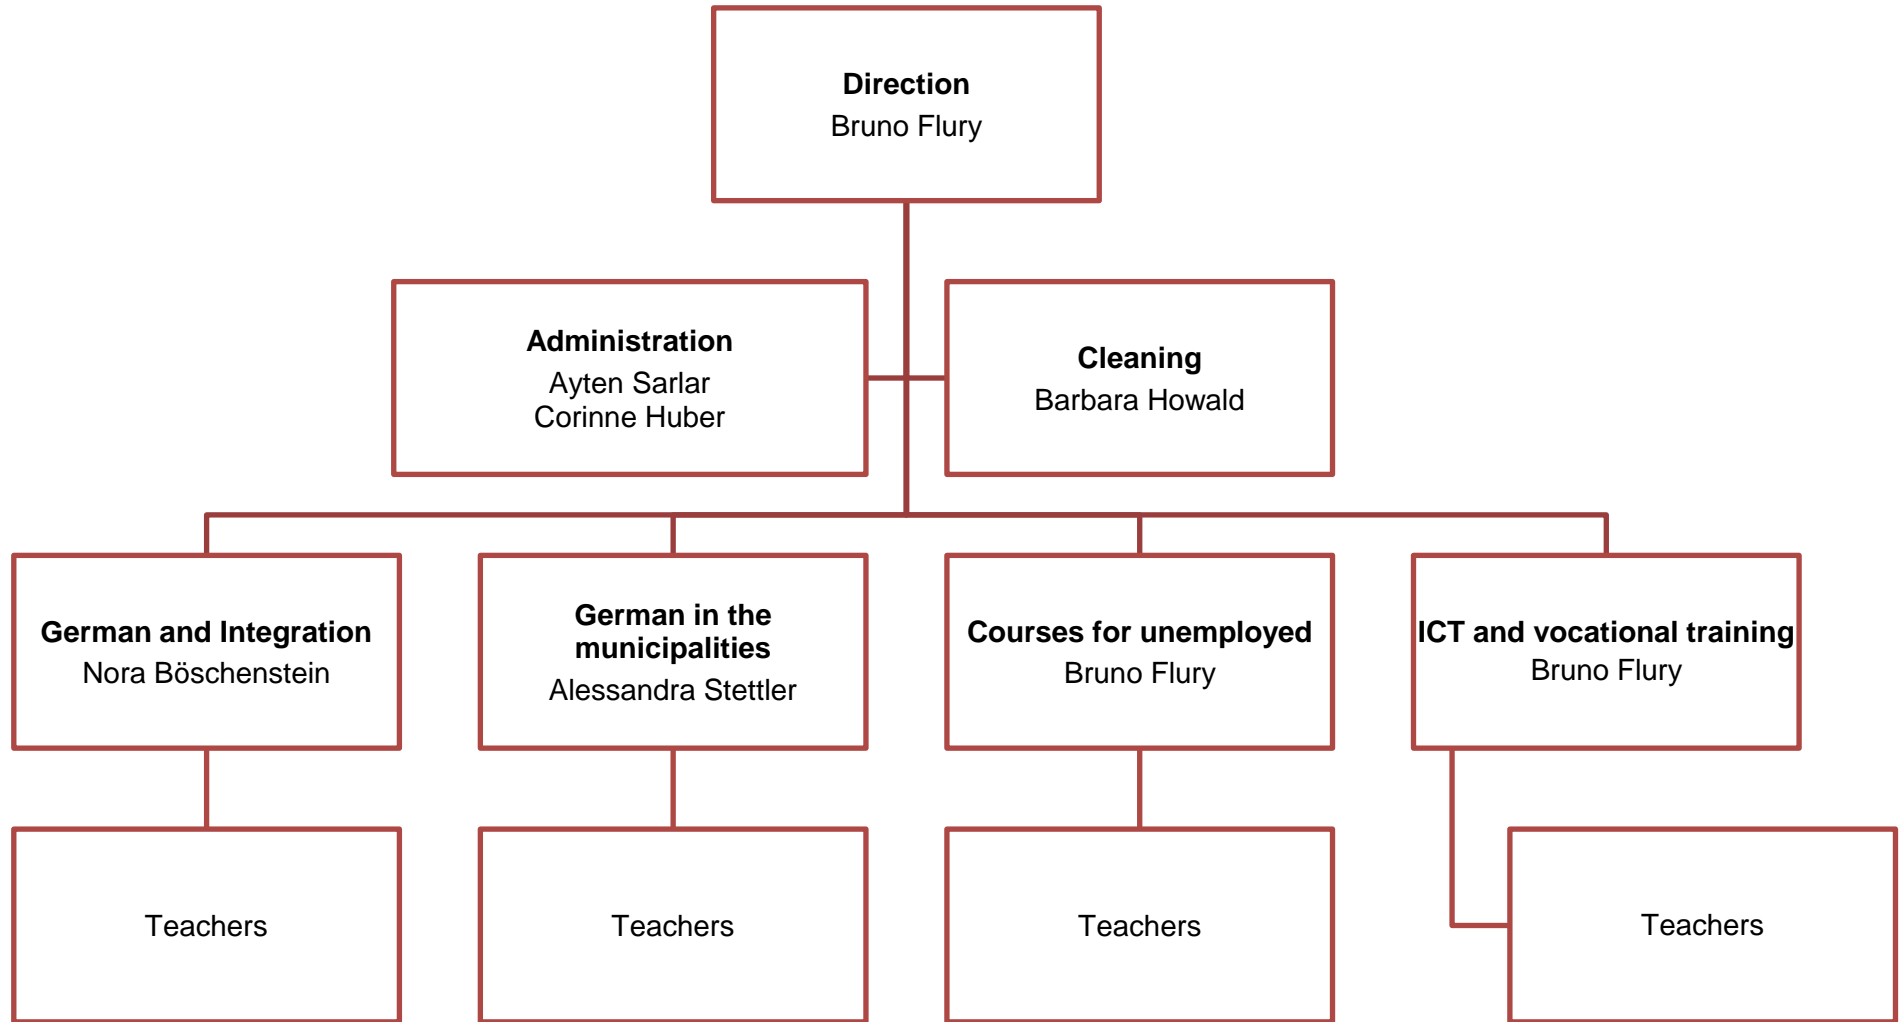 Direction
Bruno Flury
Administration
Ayten Sarlar
Corinne Huber
Cleaning
Barbara Howald
German and Integration
Nora Böschenstein
German in the
municipalities
Alessandra Stettler
Courses for unemployed
Bruno Flury
ICT and vocational training
Bruno Flury
Teachers
Teachers
Teachers
Teachers